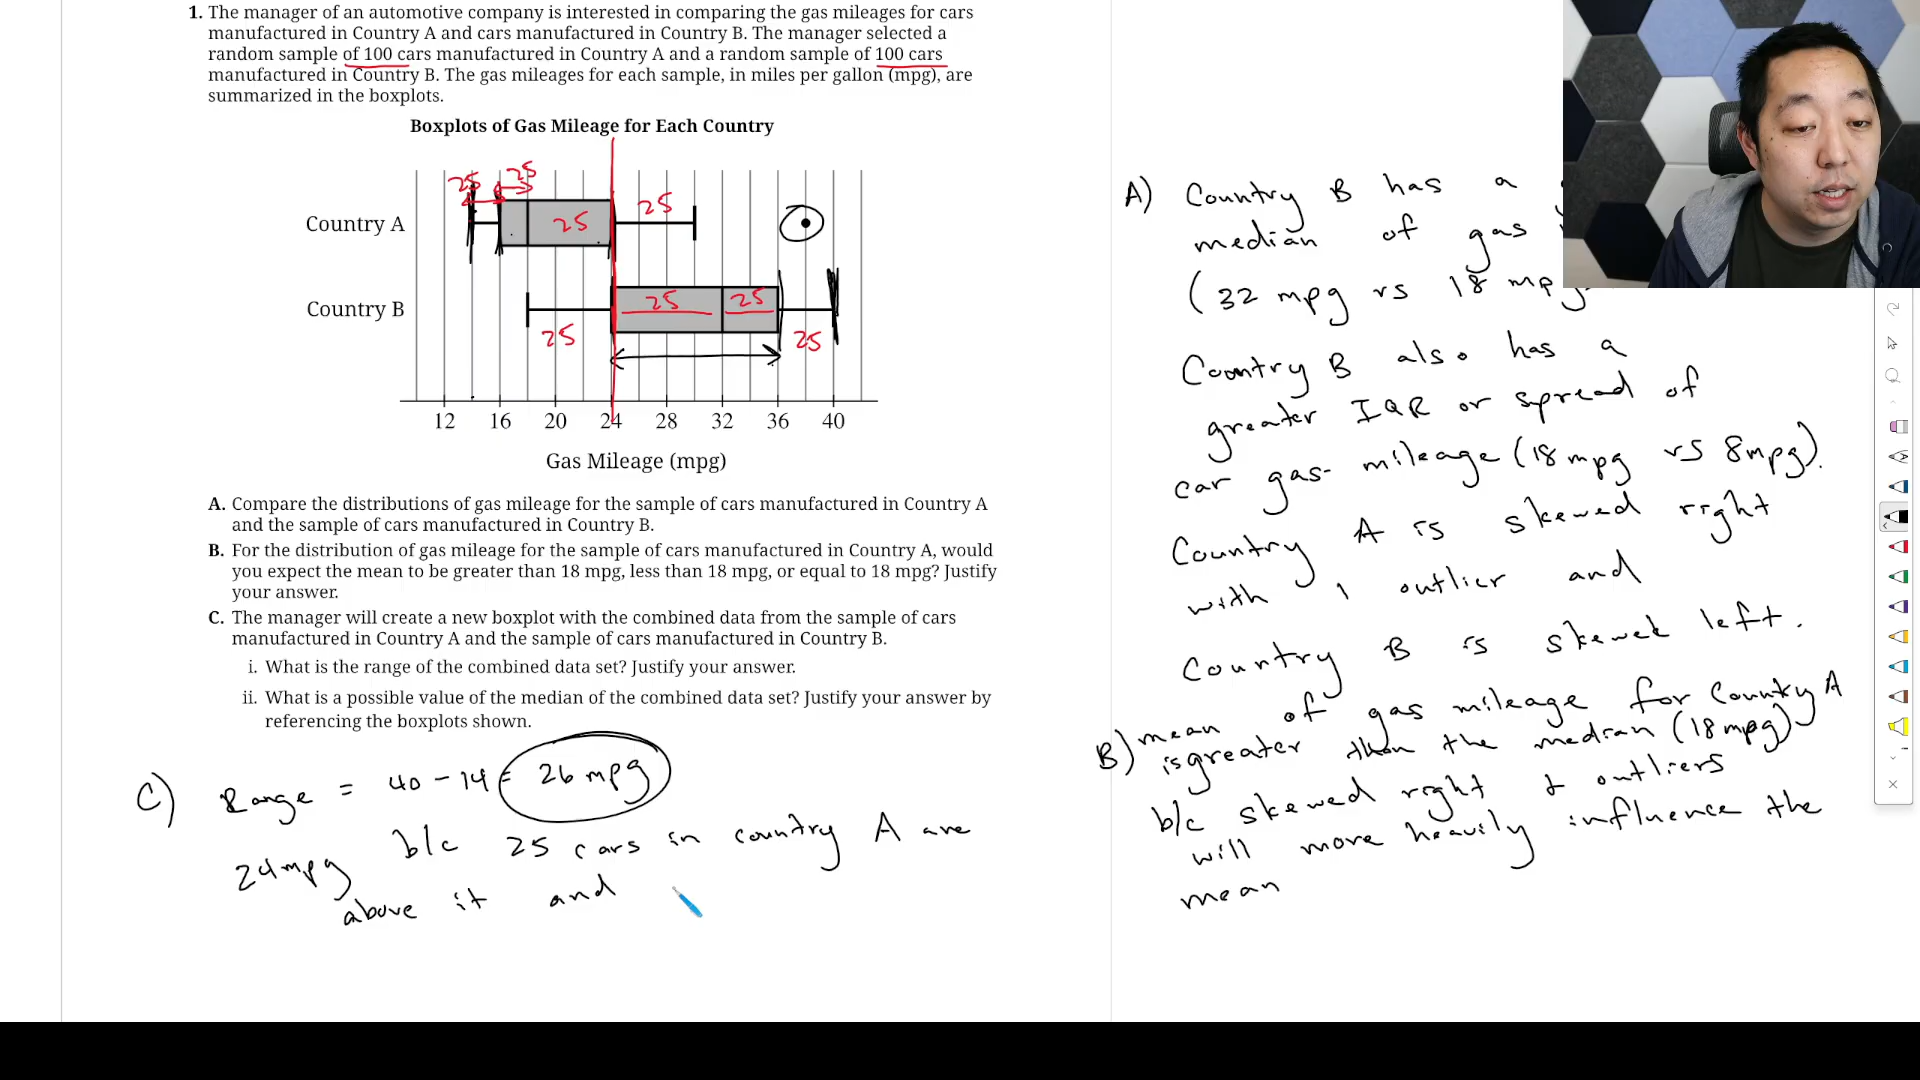 1. The manager of an automotive company is interested in comparing the gas mileages for cars
manufactured in Country A and cars manufactured in Country B. The manager selected a
random sample of 100 cars manufactured in Country A and a random sample of 100 cars
manufactured in Country B. The gas mileages for each sample, in miles per gallon (mpg), are
summarized in the boxplots.
Boxplots of Gas Mileage for Each Country
25 25
Country A 25 25
Country B 25 25
25 25
12 16 20 24 28 32 36 40
Gas Mileage (mpg)
A. Compare the distributions of gas mileage for the sample of cars manufactured in Country A
and the sample of cars manufactured in Country B.
B. For the distribution of gas mileage for the sample of cars manufactured in Country A, would
you expect the mean to be greater than 18 mpg, less than 18 mpg, or equal to 18 mpg? Justify
your answer.
C. The manager will create a new boxplot with the combined data from the sample of cars
manufactured in Country A and the sample of cars manufactured in Country B.
i. What is the range of the combined data set? Justify your answer.
ii. What is a possible value of the median of the combined data set? Justify your answer by
referencing the boxplots shown.
C) Range = 40 - 14 = 26 mpg
24mpg b/c 25 cars in country A are
above it and
A) Country B has a
median of gas
(32 mpg vs 18 mpg
Country B also has a
greater IQR or spread of
car gas mileage (18mpg vs 8mpg).
Country A is skewed right
with 1 outlier and
Country B is skewed left.
B) mean of gas mileage for Country A
is greater than the median (18mpg)
b/c skewed right & outliers
will more heavily influence the
mean